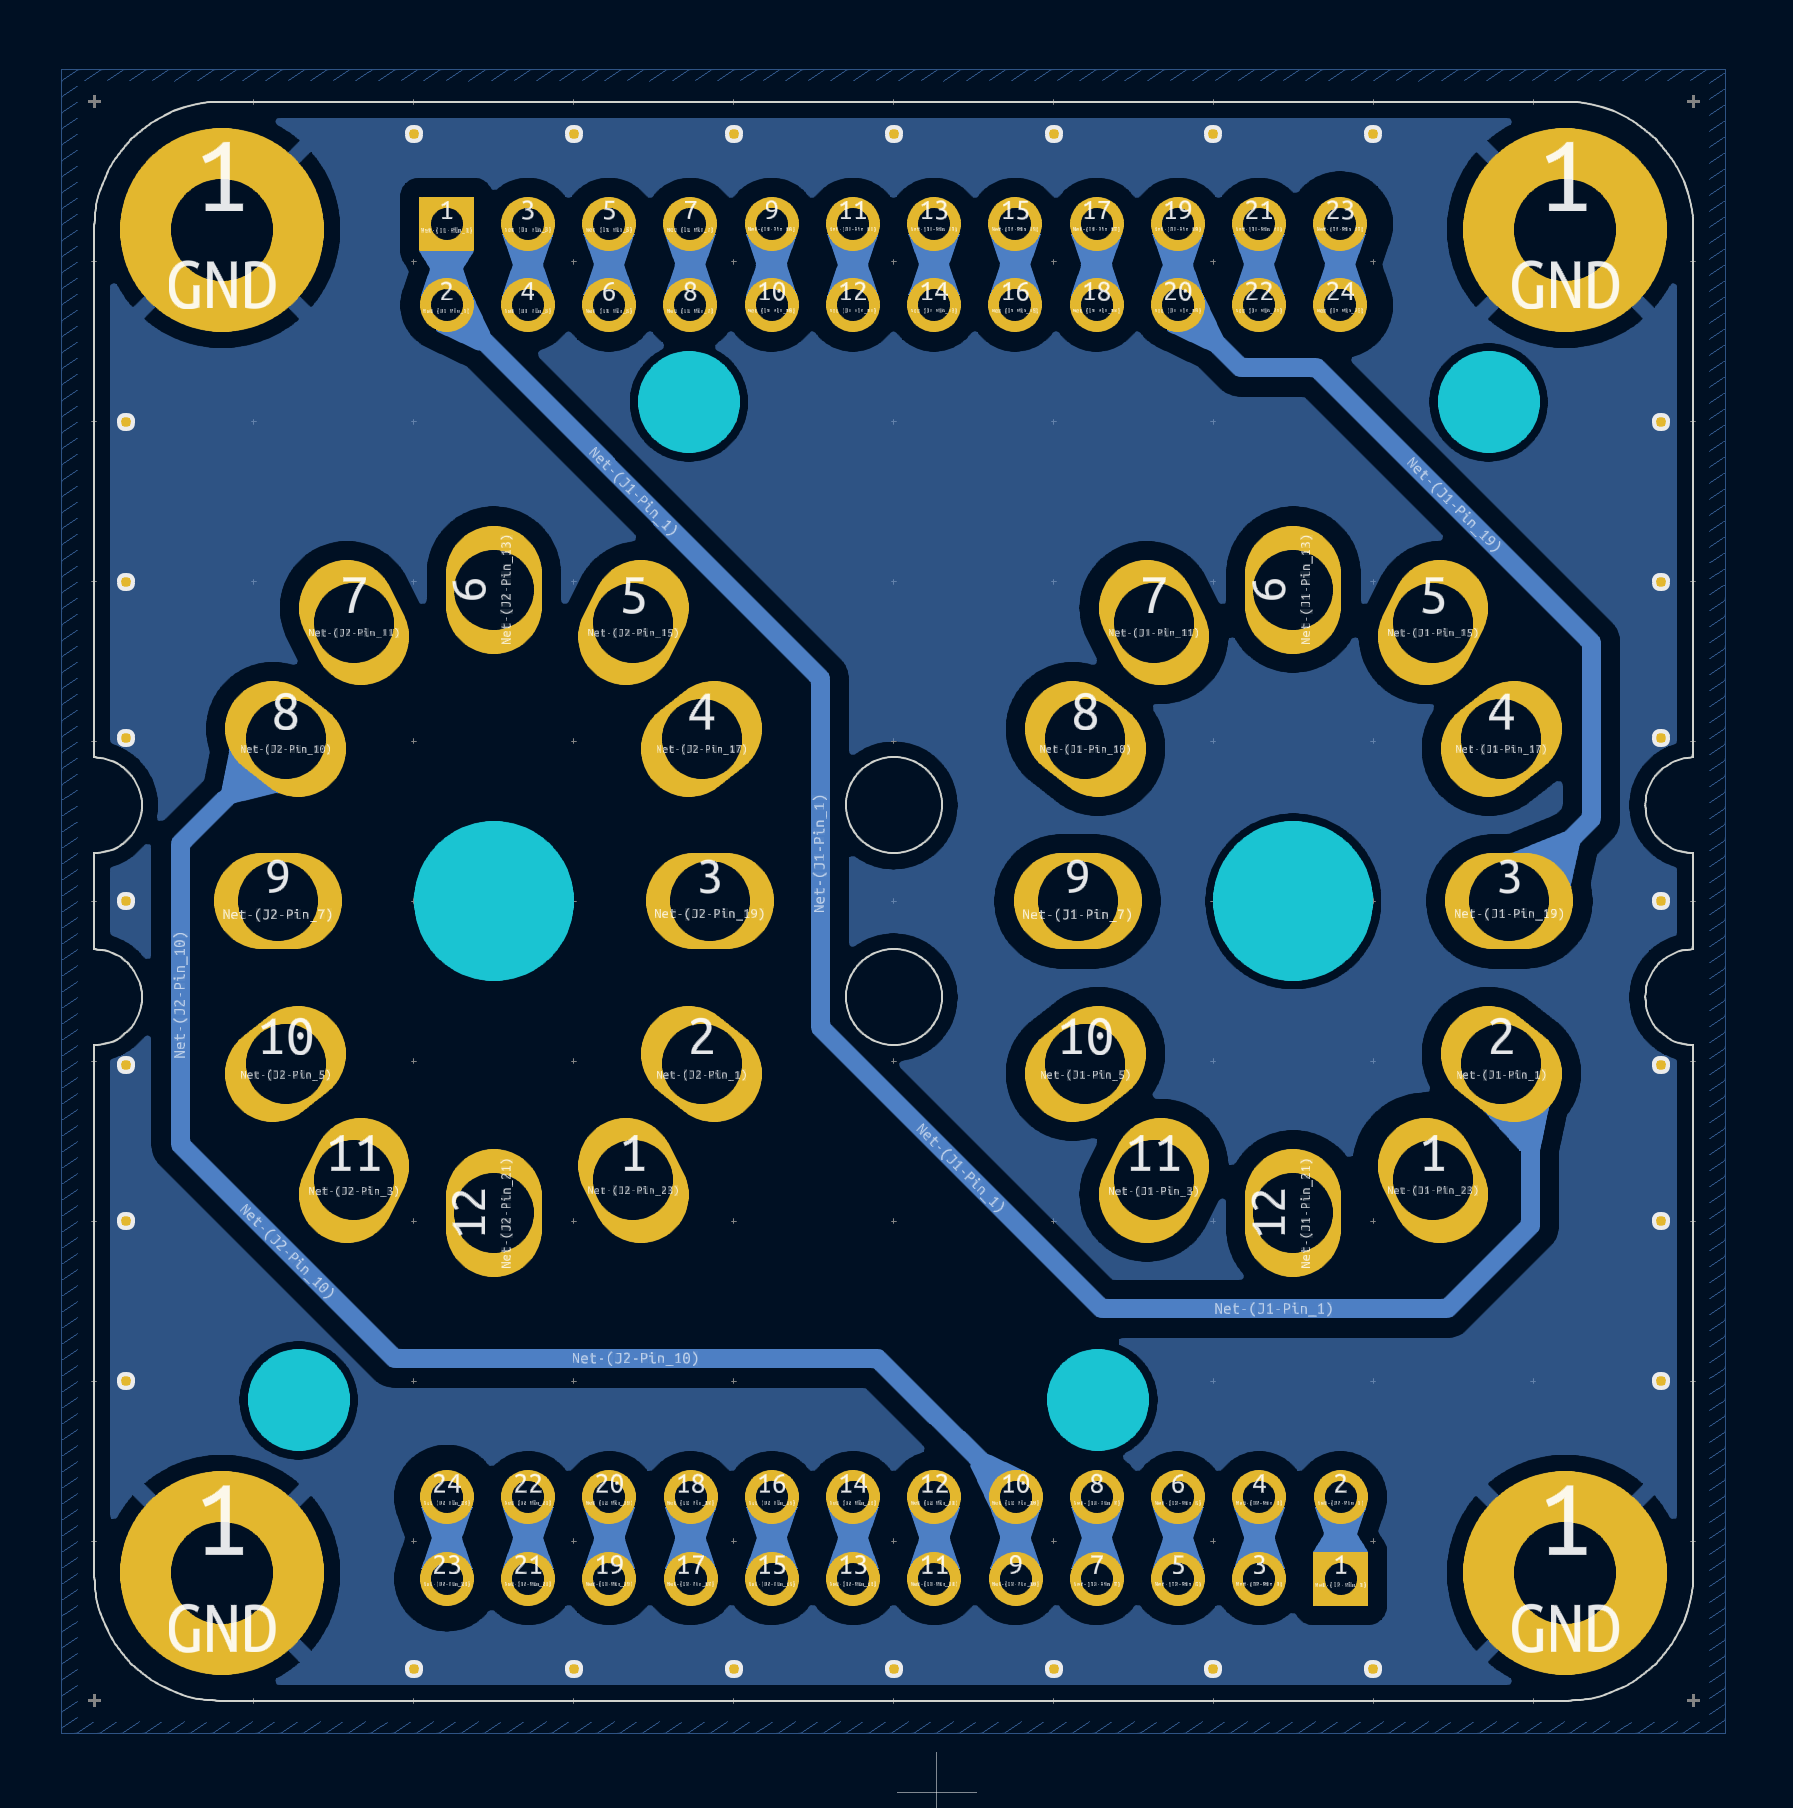 1
1
GND
GND
1
3
5
7
9
11
13
15
17
19
21
23
2
4
6
8
10
12
14
16
18
20
22
24
Net-(J1-Pin_1)
Net-(J1-Pin_19)
7
Net-(J2-Pin_11)
6
Net-(J2-Pin_13)
5
Net-(J2-Pin_15)
7
Net-(J1-Pin_11)
6
Net-(J1-Pin_13)
5
Net-(J1-Pin_15)
8
Net-(J2-Pin_10)
4
Net-(J2-Pin_17)
8
4
Net-(J1-Pin_17)
Net-(J1-Pin_1)
9
Net-(J2-Pin_7)
3
Net-(J2-Pin_19)
9
Net-(J1-Pin_7)
3
Net-(J1-Pin_19)
Net-(J2-Pin_10)
10
Net-(J2-Pin_5)
2
Net-(J2-Pin_1)
10
Net-(J1-Pin_5)
2
Net-(J1-Pin_1)
11
Net-(J2-Pin_3)
12
Net-(J2-Pin_21)
1
Net-(J2-Pin_23)
Net-(J1-Pin_1)
11
Net-(J1-Pin_3)
12
Net-(J1-Pin_21)
1
Net-(J1-Pin_23)
Net-(J2-Pin_10)
Net-(J1-Pin_1)
Net-(J2-Pin_10)
24
22
20
18
16
14
12
10
8
6
4
2
1
1
23
21
19
17
15
13
11
9
7
5
3
1
GND
GND